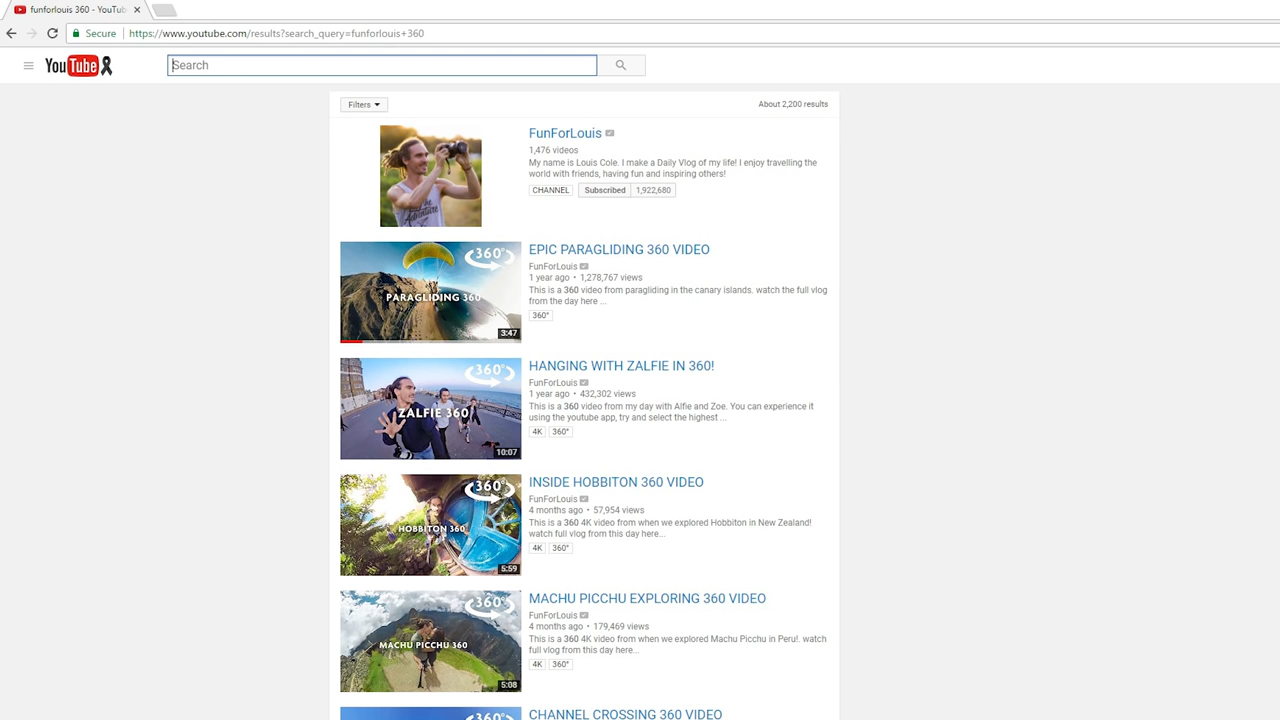 funforlouis 360 - YouTub
Secure
https://www.youtube.com/results?search_query=funforlouis+360
YouTube
Search
Filters
About 2,200 results
FunForLouis
1,476 videos
My name is Louis Cole. I make a Daily Vlog of my life! I enjoy travelling the
world with friends, having fun and inspiring others!
CHANNEL
Subscribed 1,922,680
360°
PARAGLIDING 360
3:47
EPIC PARAGLIDING 360 VIDEO
FunForLouis
1 year ago • 1,278,767 views
This is a 360 video from paragliding in the canary islands. watch the full vlog
from the day here ...
360°
360°
ZALFIE 360
10:07
HANGING WITH ZALFIE IN 360!
FunForLouis
1 year ago • 432,302 views
This is a 360 video from my day with Alfie and Zoe. You can experience it
using the youtube app, try and select the highest ...
4K 360°
360°
HOBBITON 360
5:59
INSIDE HOBBITON 360 VIDEO
FunForLouis
4 months ago • 57,954 views
This is a 360 4K video from when we explored Hobbiton in New Zealand!
watch full vlog from this day here...
4K 360°
360°
MACHU PICCHU 360
5:08
MACHU PICCHU EXPLORING 360 VIDEO
FunForLouis
4 months ago • 179,469 views
This is a 360 4K video from when we explored Machu Picchu in Peru!. watch
full vlog from this day here...
4K 360°
360°
CHANNEL CROSSING 360 VIDEO